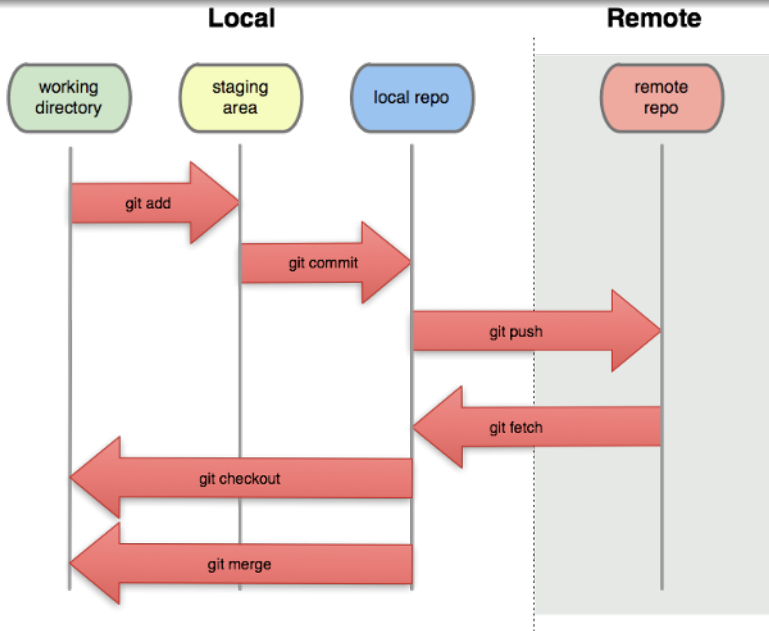 Local
Remote
working
directory
staging
area
local repo
remote
repo
git add
git commit
git push
git fetch
git checkout
git merge